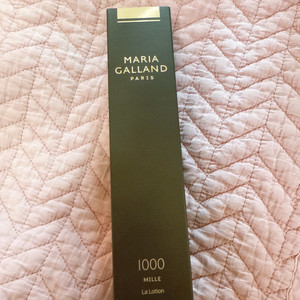 MARIA
GALLAND
PARIS
1000
MILLE
La Lotion